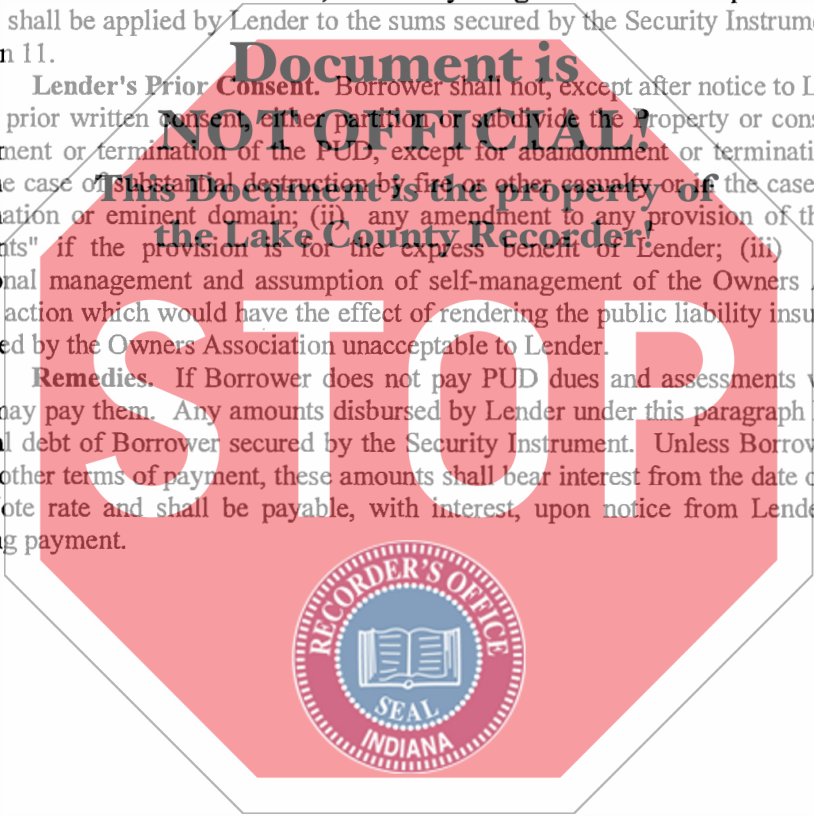 shall be applied by Lender to the sums secured by the Security Instrum
n 11.
Document is
Lender's Prior Consent. Borrower shall not, except after notice to L
prior written consent, either partition or subdivide the Property or cons
NOT OFFICIAL!
ment or termination of the PUD, except for abandonment or terminati
e case of substantial destruction by fire or other casualty or in the case
This Document is the property of
ation or eminent domain; (ii) any amendment to any provision of th
the Lake County Recorder!
nts" if the provision is for the express benefit of Lender; (iii)
nal management and assumption of self-management of the Owners
action which would have the effect of rendering the public liability insu
ed by the Owners Association unacceptable to Lender.
STOP
Remedies. If Borrower does not pay PUD dues and assessments
may pay them. Any amounts disbursed by Lender under this paragraph
l debt of Borrower secured by the Security Instrument. Unless Borrow
other terms of payment, these amounts shall bear interest from the date o
ote rate and shall be payable, with interest, upon notice from Lende
g payment.
RECORDER'S OFFICE
SEAL
INDIANA